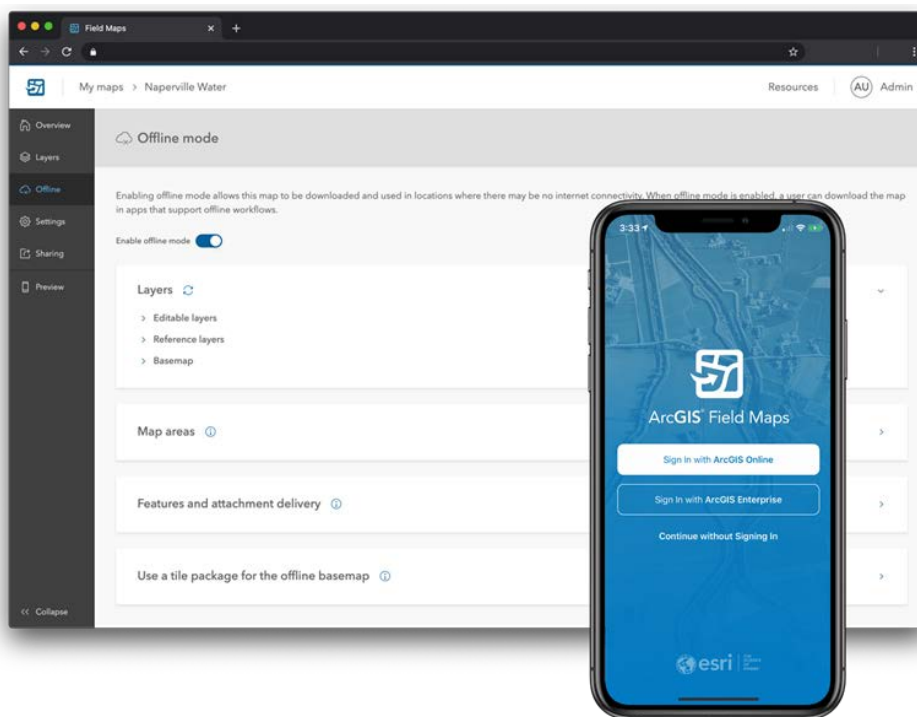 Field Maps
My maps > Naperville Water
Resources
AU Admin
Overview
Layers
Offline
Settings
Sharing
Preview
<< Collapse
Offline mode
Enabling offline mode allows this map to be downloaded and used in locations where there may be no internet connectivity. When offline mode is enabled, a user can download the map
in apps that support offline workflows.
Enable offline mode
Layers
> Editable layers
> Reference layers
> Basemap
Map areas
Features and attachment delivery
Use a tile package for the offline basemap
3:33
ArcGIS® Field Maps
Sign In with ArcGIS Online
Sign In with ArcGIS Enterprise
Continue without Signing In
esri